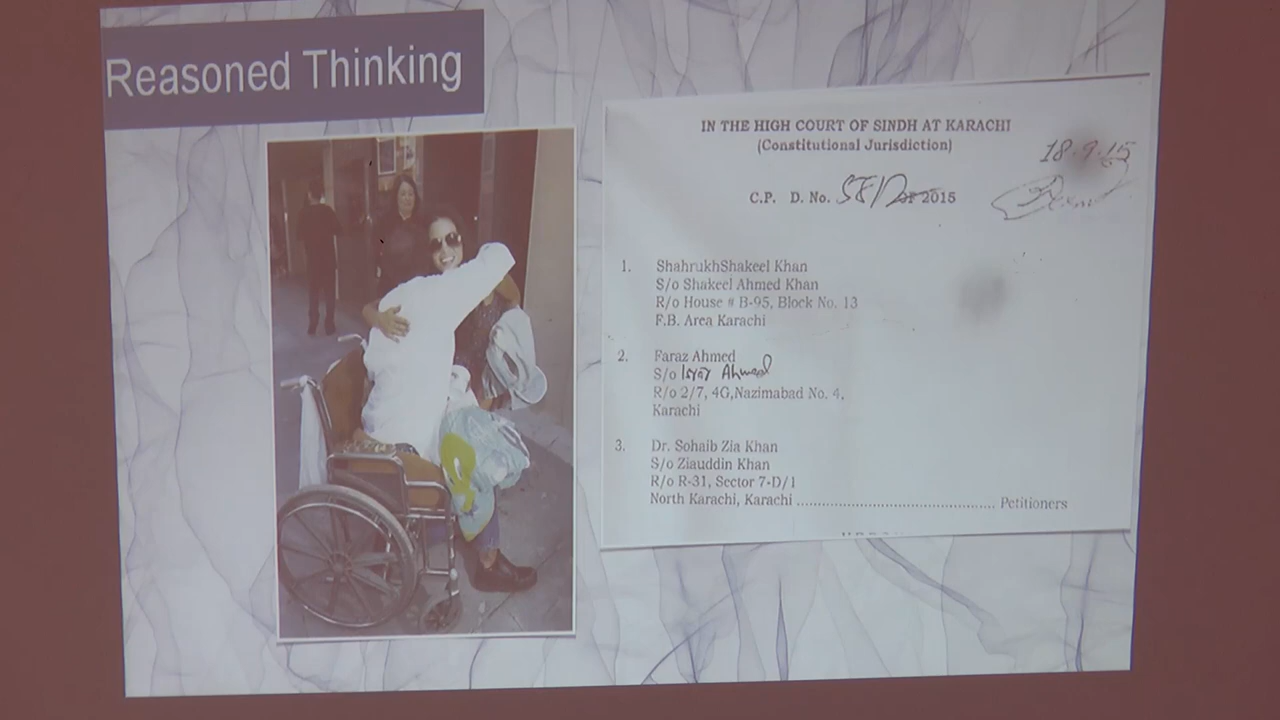 Reasoned Thinking
IN THE HIGH COURT OF SINDH AT KARACHI
(Constitutional Jurisdiction)
18.9.15
C.P. D. No. OF 2015
1. ShahrukhShakeel Khan
S/o Shakeel Ahmed Khan
R/o House # B-95, Block No. 13
F.B. Area Karachi
2. Faraz Ahmed
S/o Ahmed
R/o 2/7, 4G,Nazimabad No. 4,
Karachi
3. Dr. Sohaib Zia Khan
S/o Ziauddin Khan
R/o R-31, Sector 7-D/1
North Karachi, Karachi ............................................ Petitioners